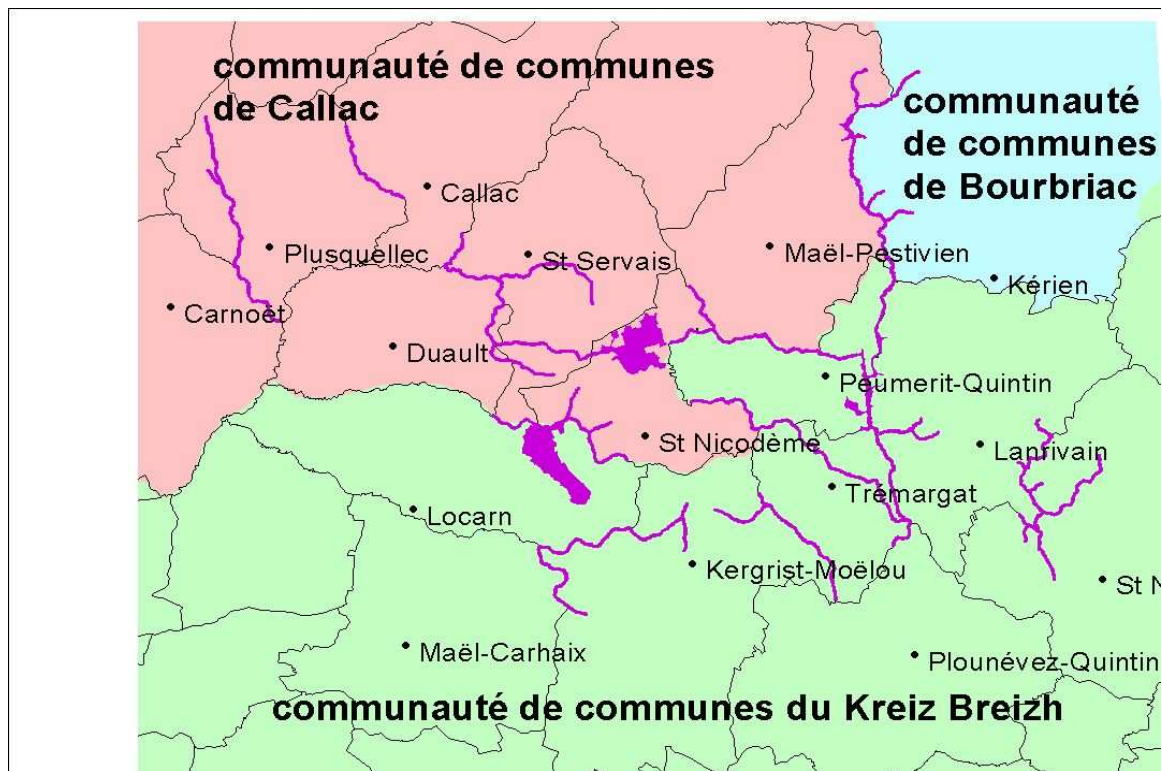 communauté de communes
de Callac
communauté
de communes
de Bourbriac
Callac
Plusquellec
St Servais
Maël-Pestivien
Kérien
Carnoët
Duault
Peumerit-Quintin
St Nicodème
Lanrivain
Trémargat
Locarn
Kergrist-Moëlou
St N
Maël-Carhaix
Plounévez-Quintin
communauté de communes du Kreiz Breizh